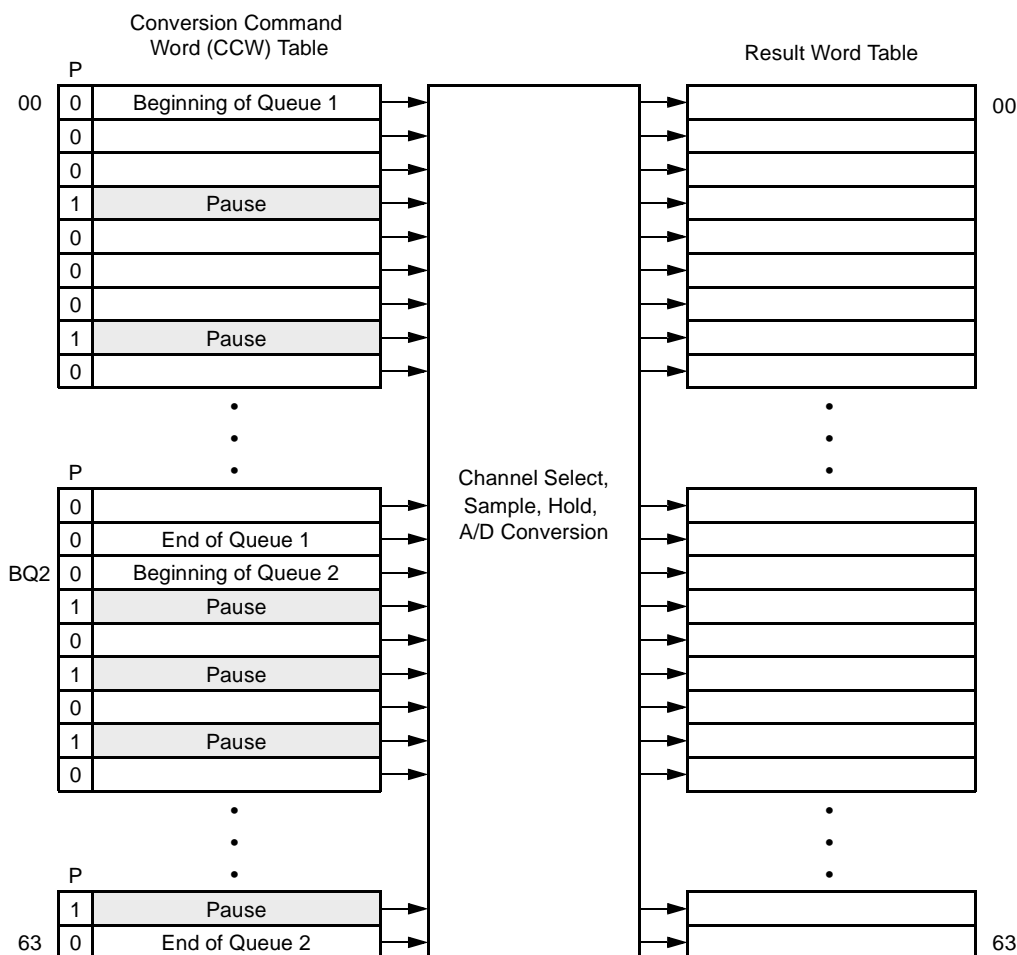 Conversion Command
Word (CCW) Table
Result Word Table
P
00 0 Beginning of Queue 1 00
0
0
1 Pause
0
0
0
1 Pause
0
P
0
0 End of Queue 1
BQ2 0 Beginning of Queue 2
1 Pause
0
1 Pause
0
1 Pause
0
Channel Select,
Sample, Hold,
A/D Conversion
P
1 Pause
63 0 End of Queue 2 63